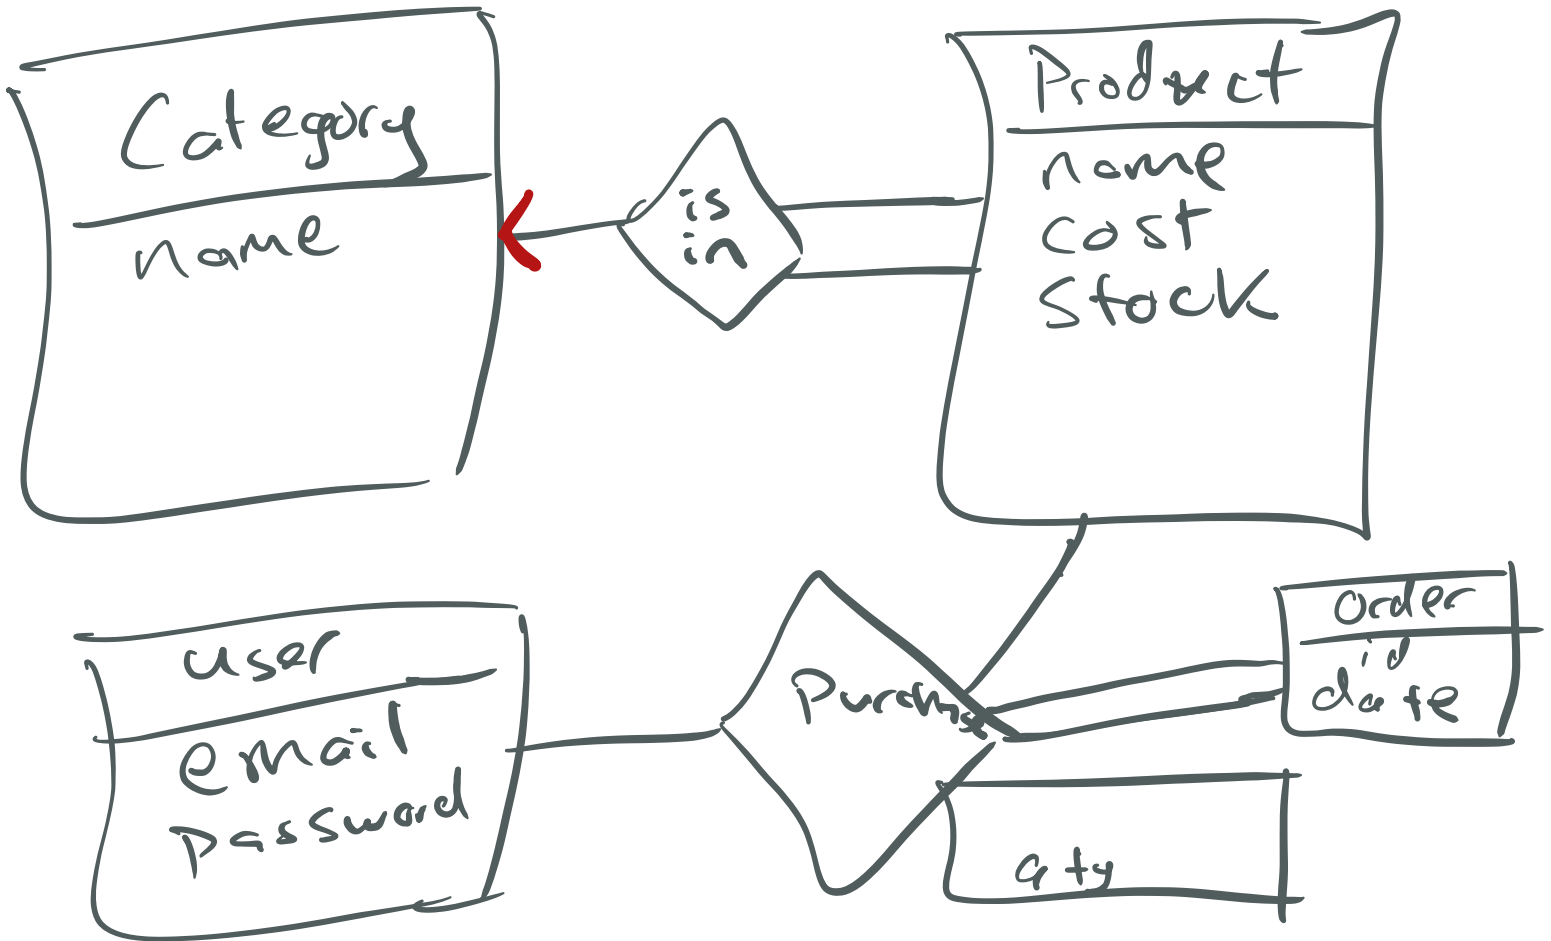 Category
name
is
in
Product
name
cost
stock
user
email
password
Purchase
order
id
date
qty